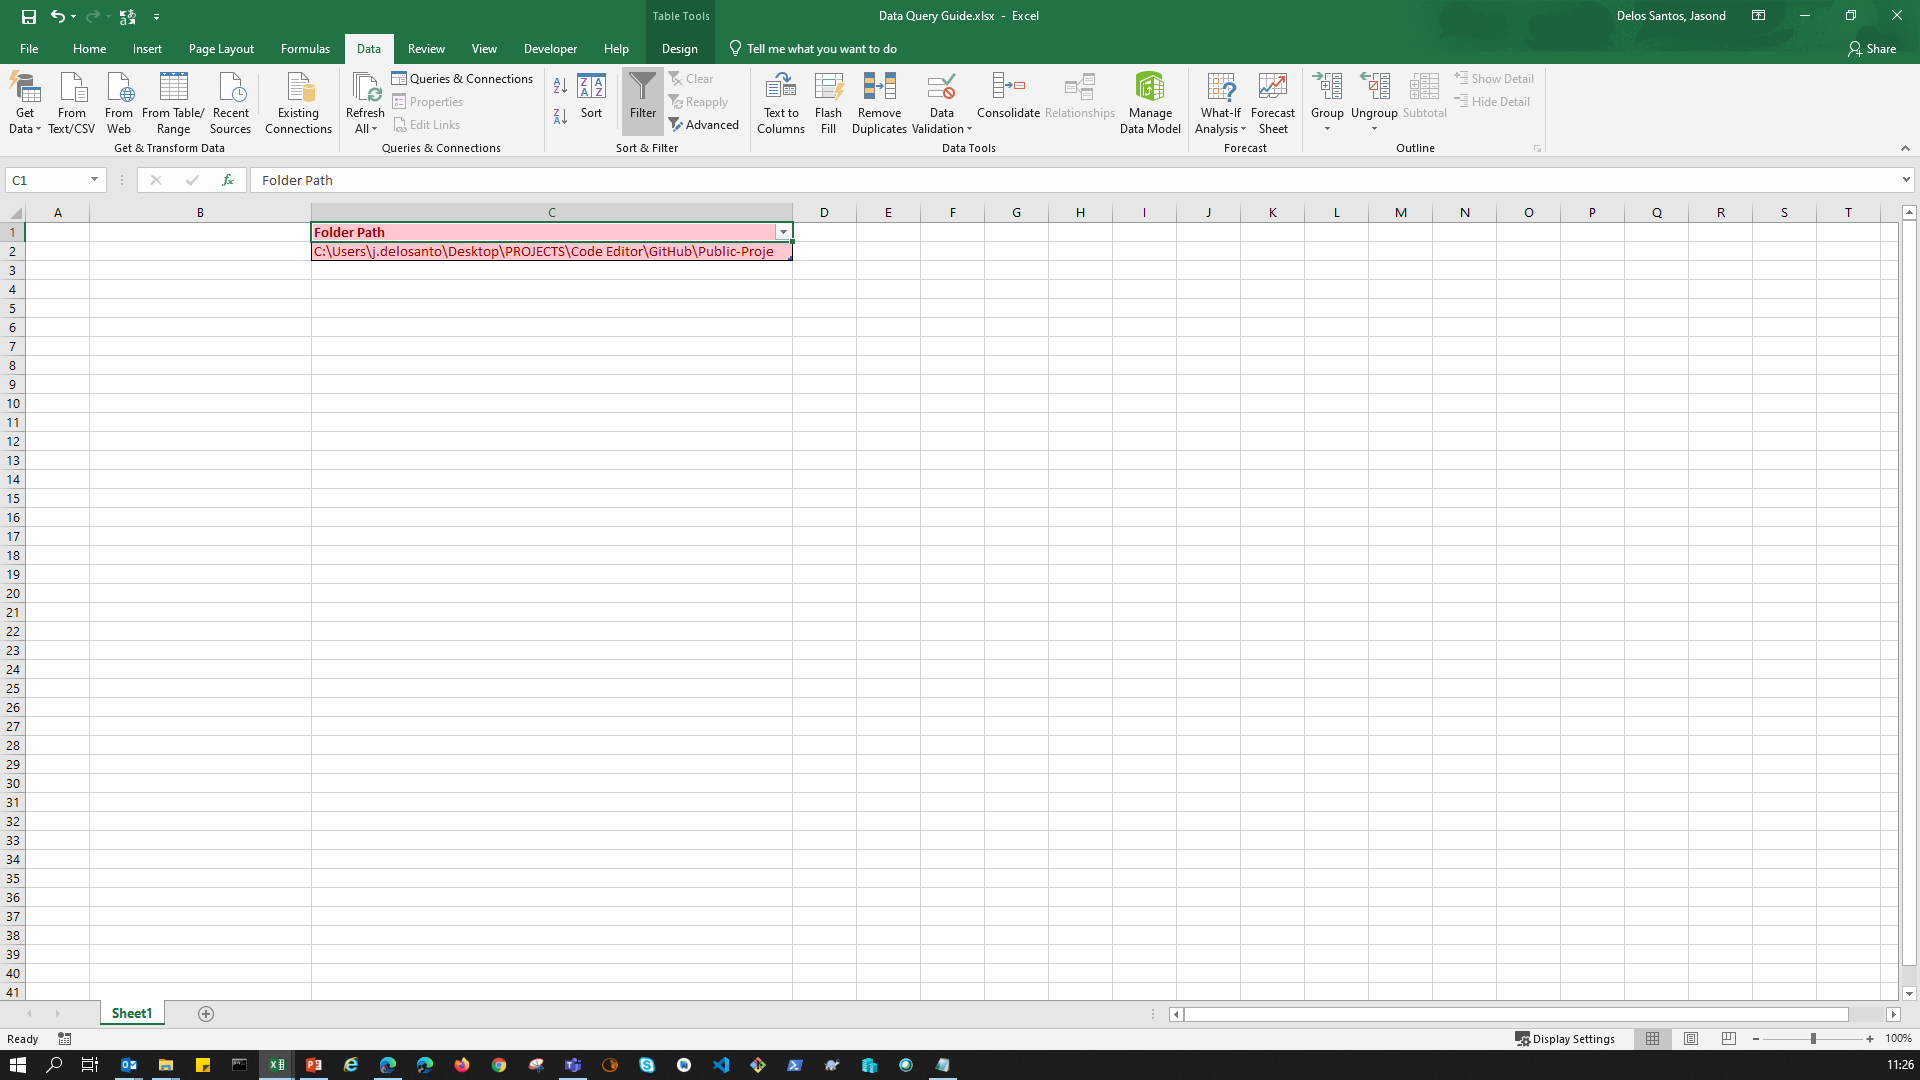 Table Tools
Data Query Guide.xlsx - Excel
Delos Santos, Jasond
File Home Insert Page Layout Formulas Data Review View Developer Help Design Tell me what you want to do Share
Get Data
From Text/CSV
From Web
From Table/ Range
Recent Sources
Existing Connections
Get & Transform Data
Refresh All
Queries & Connections
Properties
Edit Links
Queries & Connections
Sort
Filter
Clear
Reapply
Advanced
Sort & Filter
Text to Columns
Flash Fill
Remove Duplicates
Data Validation
Consolidate
Relationships
Manage Data Model
Data Tools
What-If Analysis
Forecast Sheet
Forecast
Group
Ungroup
Subtotal
Show Detail
Hide Detail
Outline
C1 fx Folder Path
A B C D E F G H I J K L M N O P Q R S T
1 Folder Path
2 C:\Users\j.delosanto\Desktop\PROJECTS\Code Editor\GitHub\Public-Proje
3
4
5
6
7
8
9
10
11
12
13
14
15
16
17
18
19
20
21
22
23
24
25
26
27
28
29
30
31
32
33
34
35
36
37
38
39
40
41
Sheet1
Ready Display Settings 100%
11:26